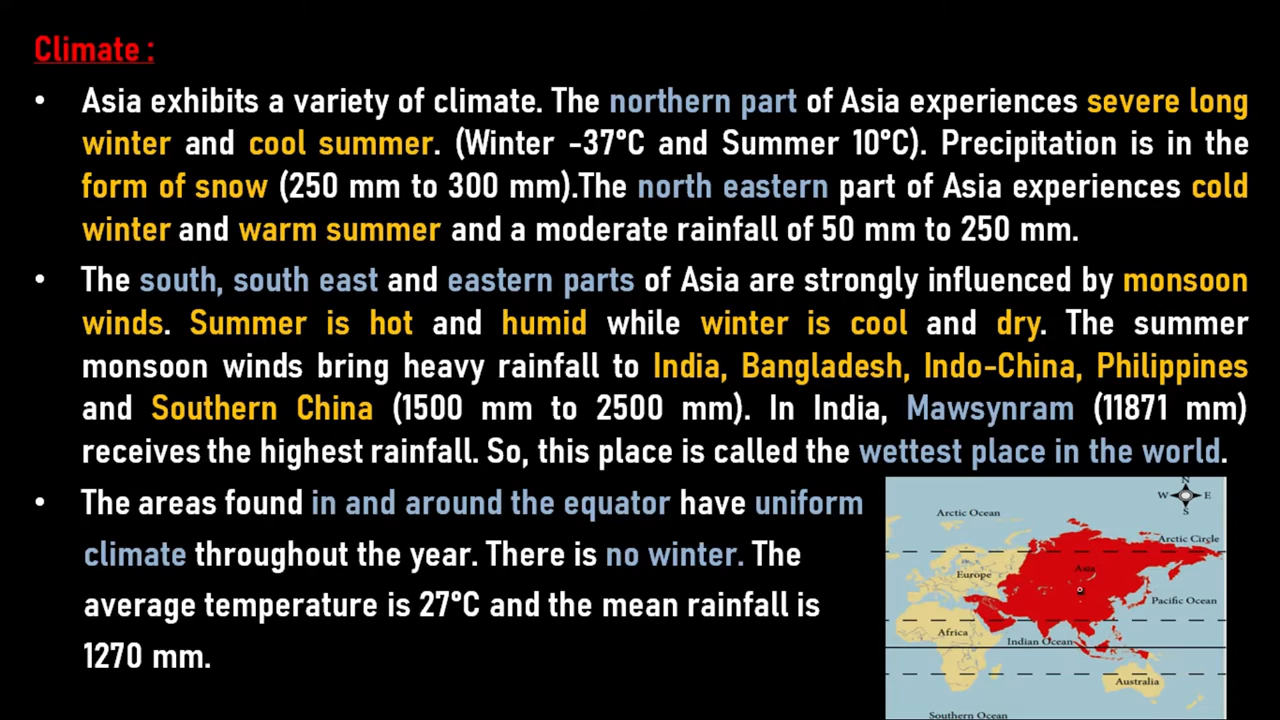 Climate :
• Asia exhibits a variety of climate. The northern part of Asia experiences severe long
winter and cool summer. (Winter -37°C and Summer 10°C). Precipitation is in the
form of snow (250 mm to 300 mm).The north eastern part of Asia experiences cold
winter and warm summer and a moderate rainfall of 50 mm to 250 mm.
• The south, south east and eastern parts of Asia are strongly influenced by monsoon
winds. Summer is hot and humid while winter is cool and dry. The summer
monsoon winds bring heavy rainfall to India, Bangladesh, Indo-China, Philippines
and Southern China (1500 mm to 2500 mm). In India, Mawsynram (11871 mm)
receives the highest rainfall. So, this place is called the wettest place in the world.
• The areas found in and around the equator have uniform
climate throughout the year. There is no winter. The
average temperature is 27°C and the mean rainfall is
1270 mm.
N
W E
S
Arctic Ocean
Arctic Circle
Asia
Europe
Pacific Ocean
Africa
Indian Ocean
Australia
Southern Ocean